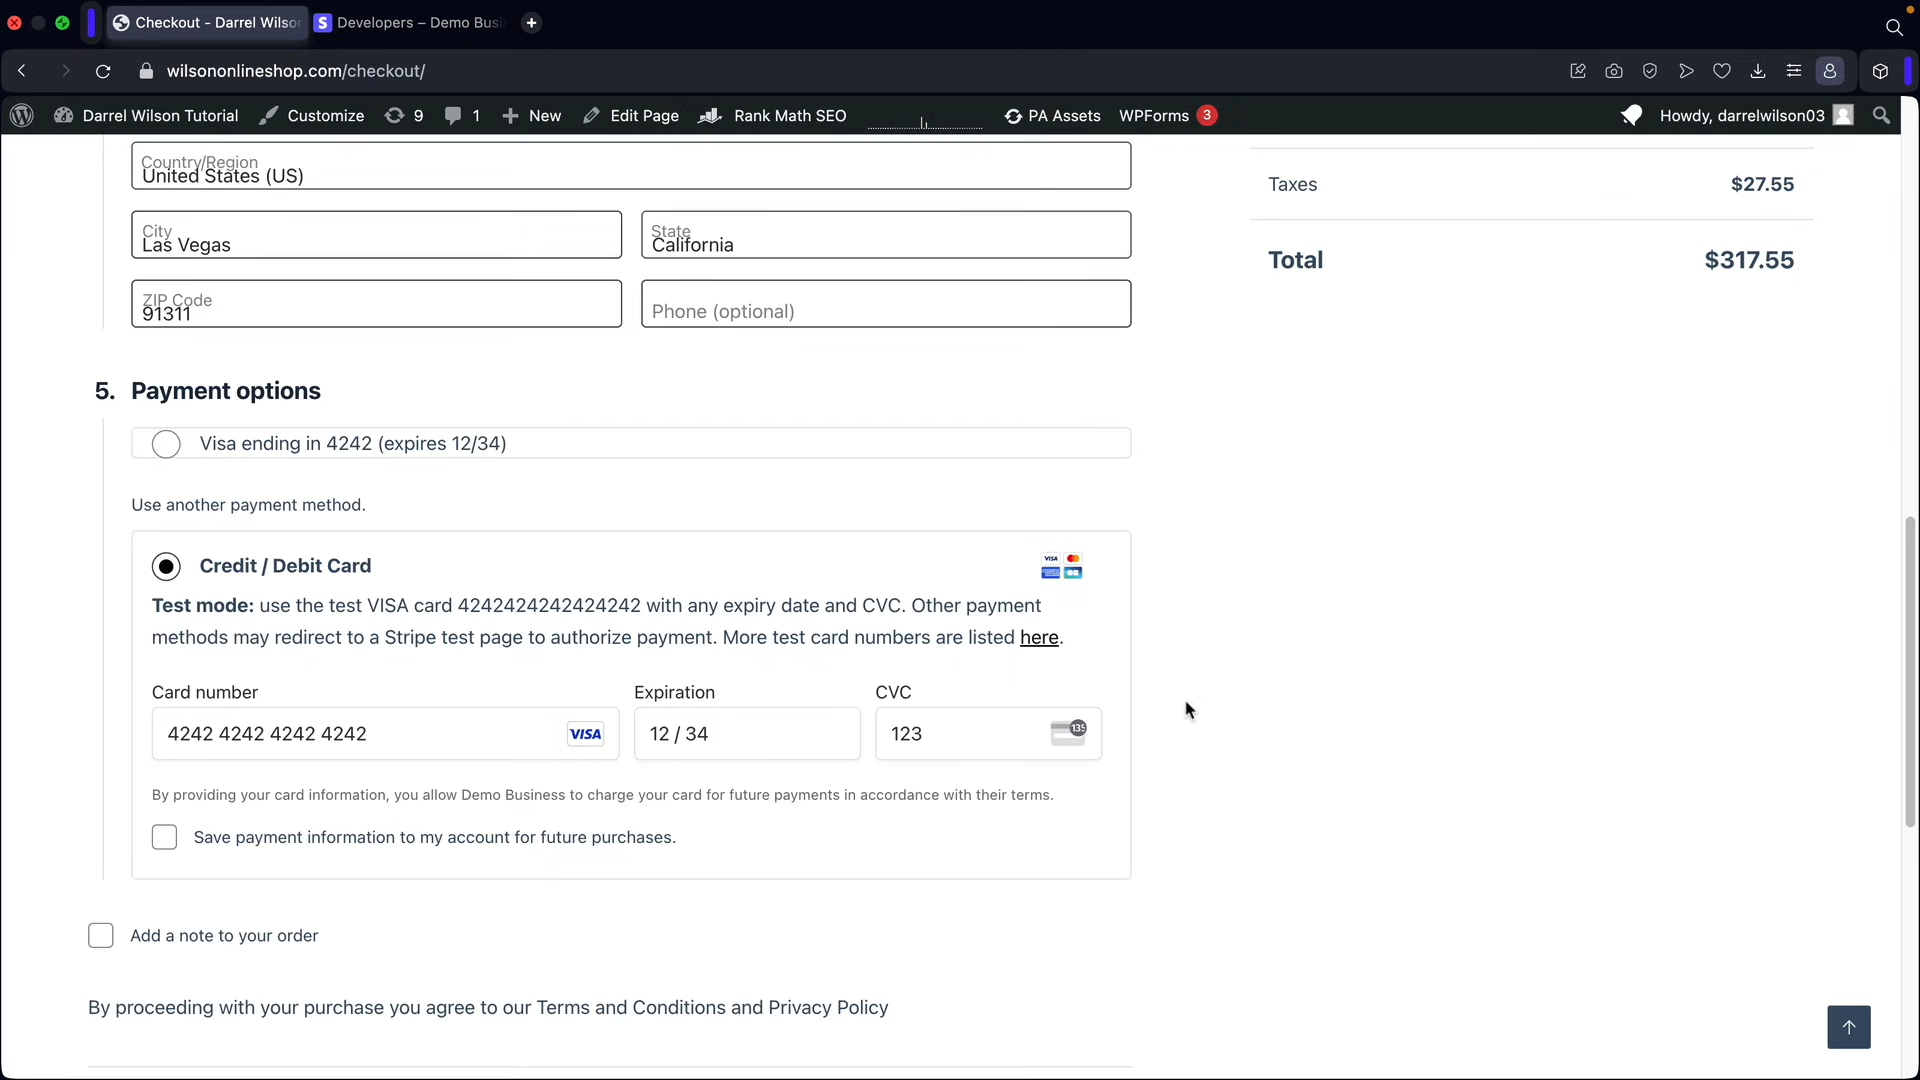 Checkout - Darrel Wilson
S Developers – Demo Busi
wilsononlineshop.com/checkout/
Darrel Wilson Tutorial Customize 9 1 New Edit Page Rank Math SEO PA Assets WPForms 3 Howdy, darrelwilson03
Country/Region
United States (US)
Taxes $27.55
City
Las Vegas
State
California
Total $317.55
ZIP Code
91311
Phone (optional)
5. Payment options
Visa ending in 4242 (expires 12/34)
Use another payment method.
Credit / Debit Card
VISA
Test mode: use the test VISA card 4242424242424242 with any expiry date and CVC. Other payment
methods may redirect to a Stripe test page to authorize payment. More test card numbers are listed here.
Card number Expiration CVC
4242 4242 4242 4242 VISA 12 / 34 123 135
By providing your card information, you allow Demo Business to charge your card for future payments in accordance with their terms.
Save payment information to my account for future purchases.
Add a note to your order
By proceeding with your purchase you agree to our Terms and Conditions and Privacy Policy